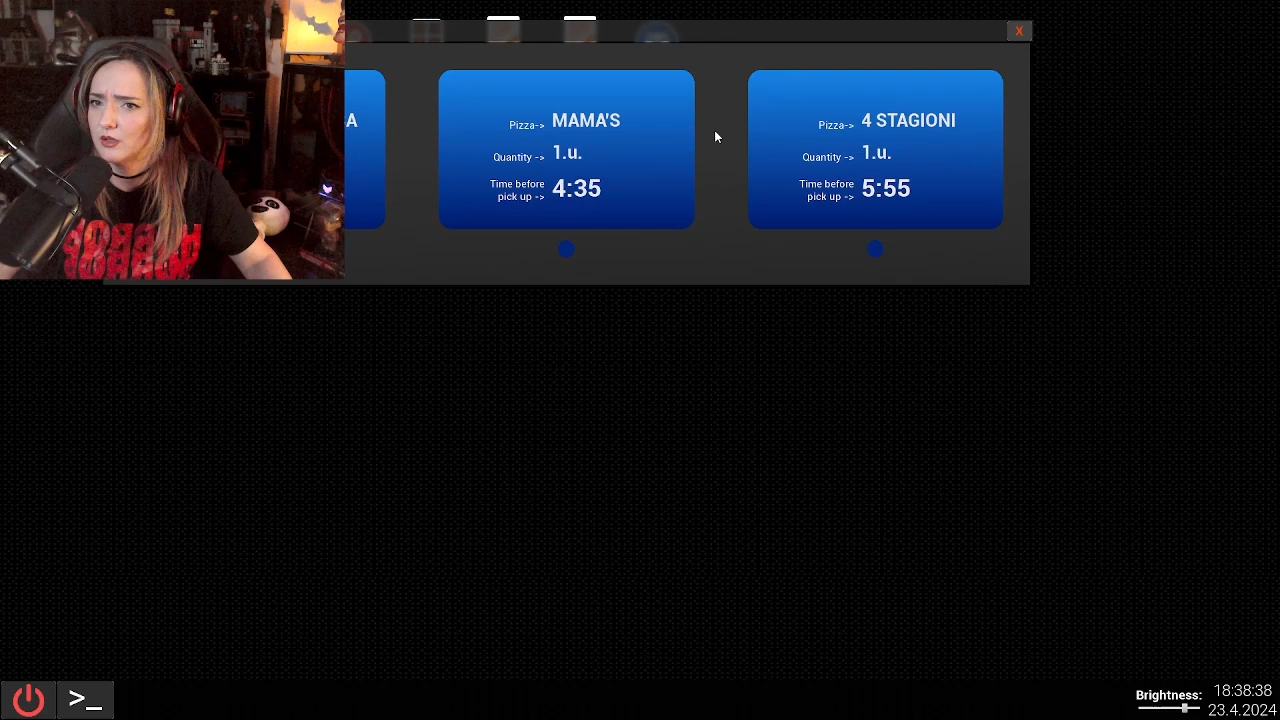 X
A
Pizza-> MAMA'S
Quantity -> 1.u.
Time before
pick up -> 4:35
Pizza-> 4 STAGIONI
Quantity -> 1.u.
Time before
pick up -> 5:55
>_
Brightness:
18:38:38
23.4.2024